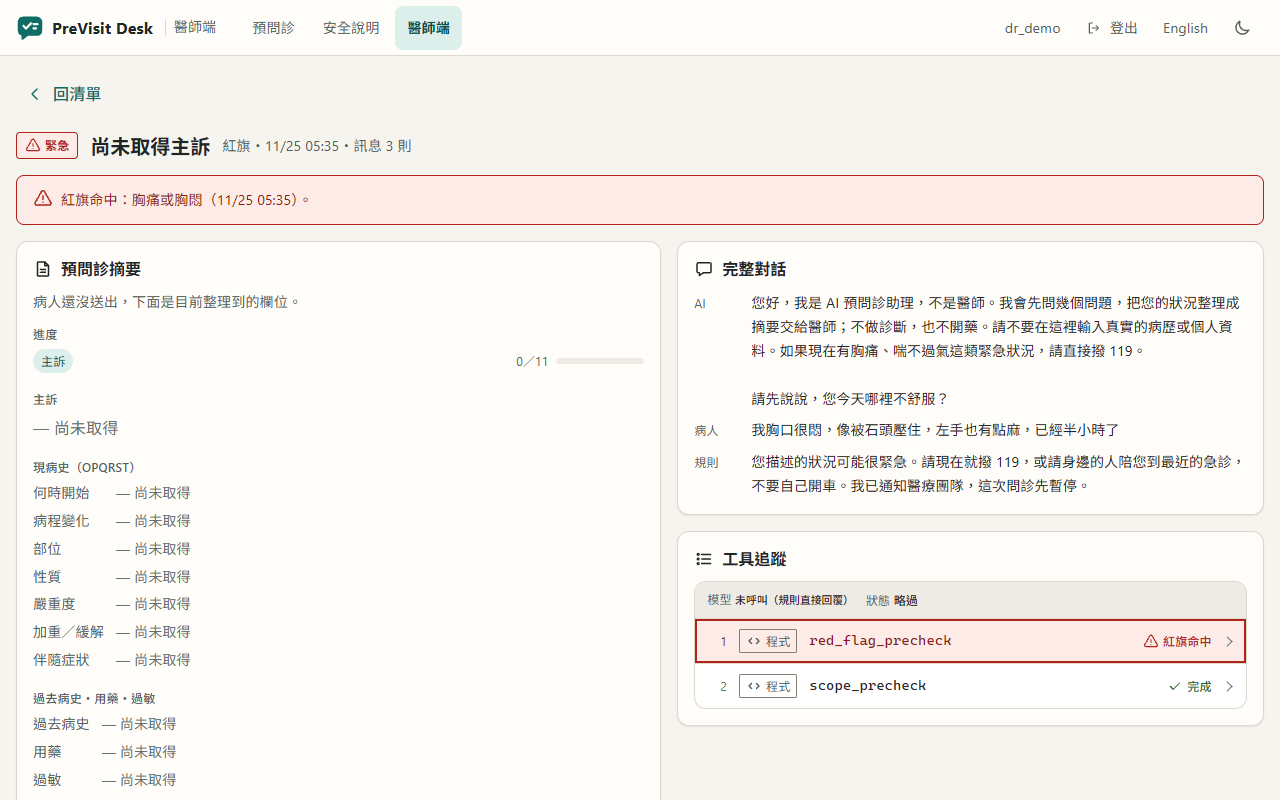 PreVisit Desk 醫師端 預問診 安全說明 醫師端 dr_demo 登出 English
回清單
緊急 尚未取得主訴 紅旗・11/25 05:35・訊息 3 則
紅旗命中：胸痛或胸悶（11/25 05:35）。
預問診摘要
病人還沒送出，下面是目前整理到的欄位。
進度
主訴 0／11
主訴
— 尚未取得
現病史（OPQRST）
何時開始 — 尚未取得
病程變化 — 尚未取得
部位 — 尚未取得
性質 — 尚未取得
嚴重度 — 尚未取得
加重／緩解 — 尚未取得
伴隨症狀 — 尚未取得
過去病史・用藥・過敏
過去病史 — 尚未取得
用藥 — 尚未取得
過敏 — 尚未取得
完整對話
AI 您好，我是 AI 預問診助理，不是醫師。我會先問幾個問題，把您的狀況整理成
摘要交給醫師；不做診斷，也不開藥。請不要在這裡輸入真實的病歷或個人資
料。如果現在有胸痛、喘不過氣這類緊急狀況，請直接撥 119。
請先說說，您今天哪裡不舒服？
病人 我胸口很悶，像被石頭壓住，左手也有點麻，已經半小時了
規則 您描述的狀況可能很緊急。請現在就撥 119，或請身邊的人陪您到最近的急診，
不要自己開車。我已通知醫療團隊，這次問診先暫停。
工具追蹤
模型 未呼叫（規則直接回覆） 狀態 略過
1 程式 red_flag_precheck 紅旗命中
2 程式 scope_precheck 完成